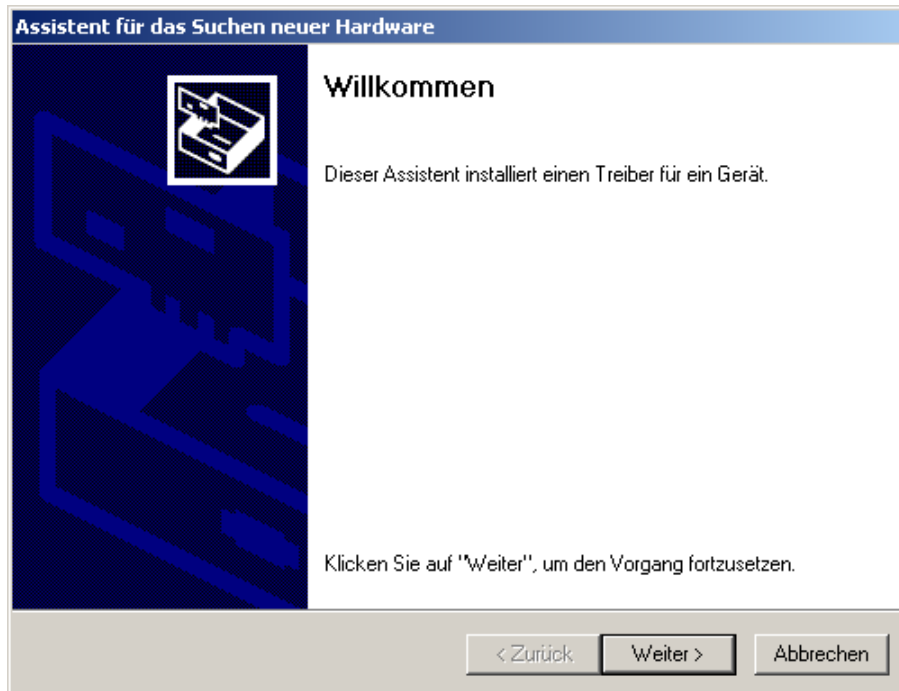 Assistent für das Suchen neuer Hardware
Willkommen
Dieser Assistent installiert einen Treiber für ein Gerät.
Klicken Sie auf "Weiter", um den Vorgang fortzusetzen.
< Zurück
Weiter >
Abbrechen